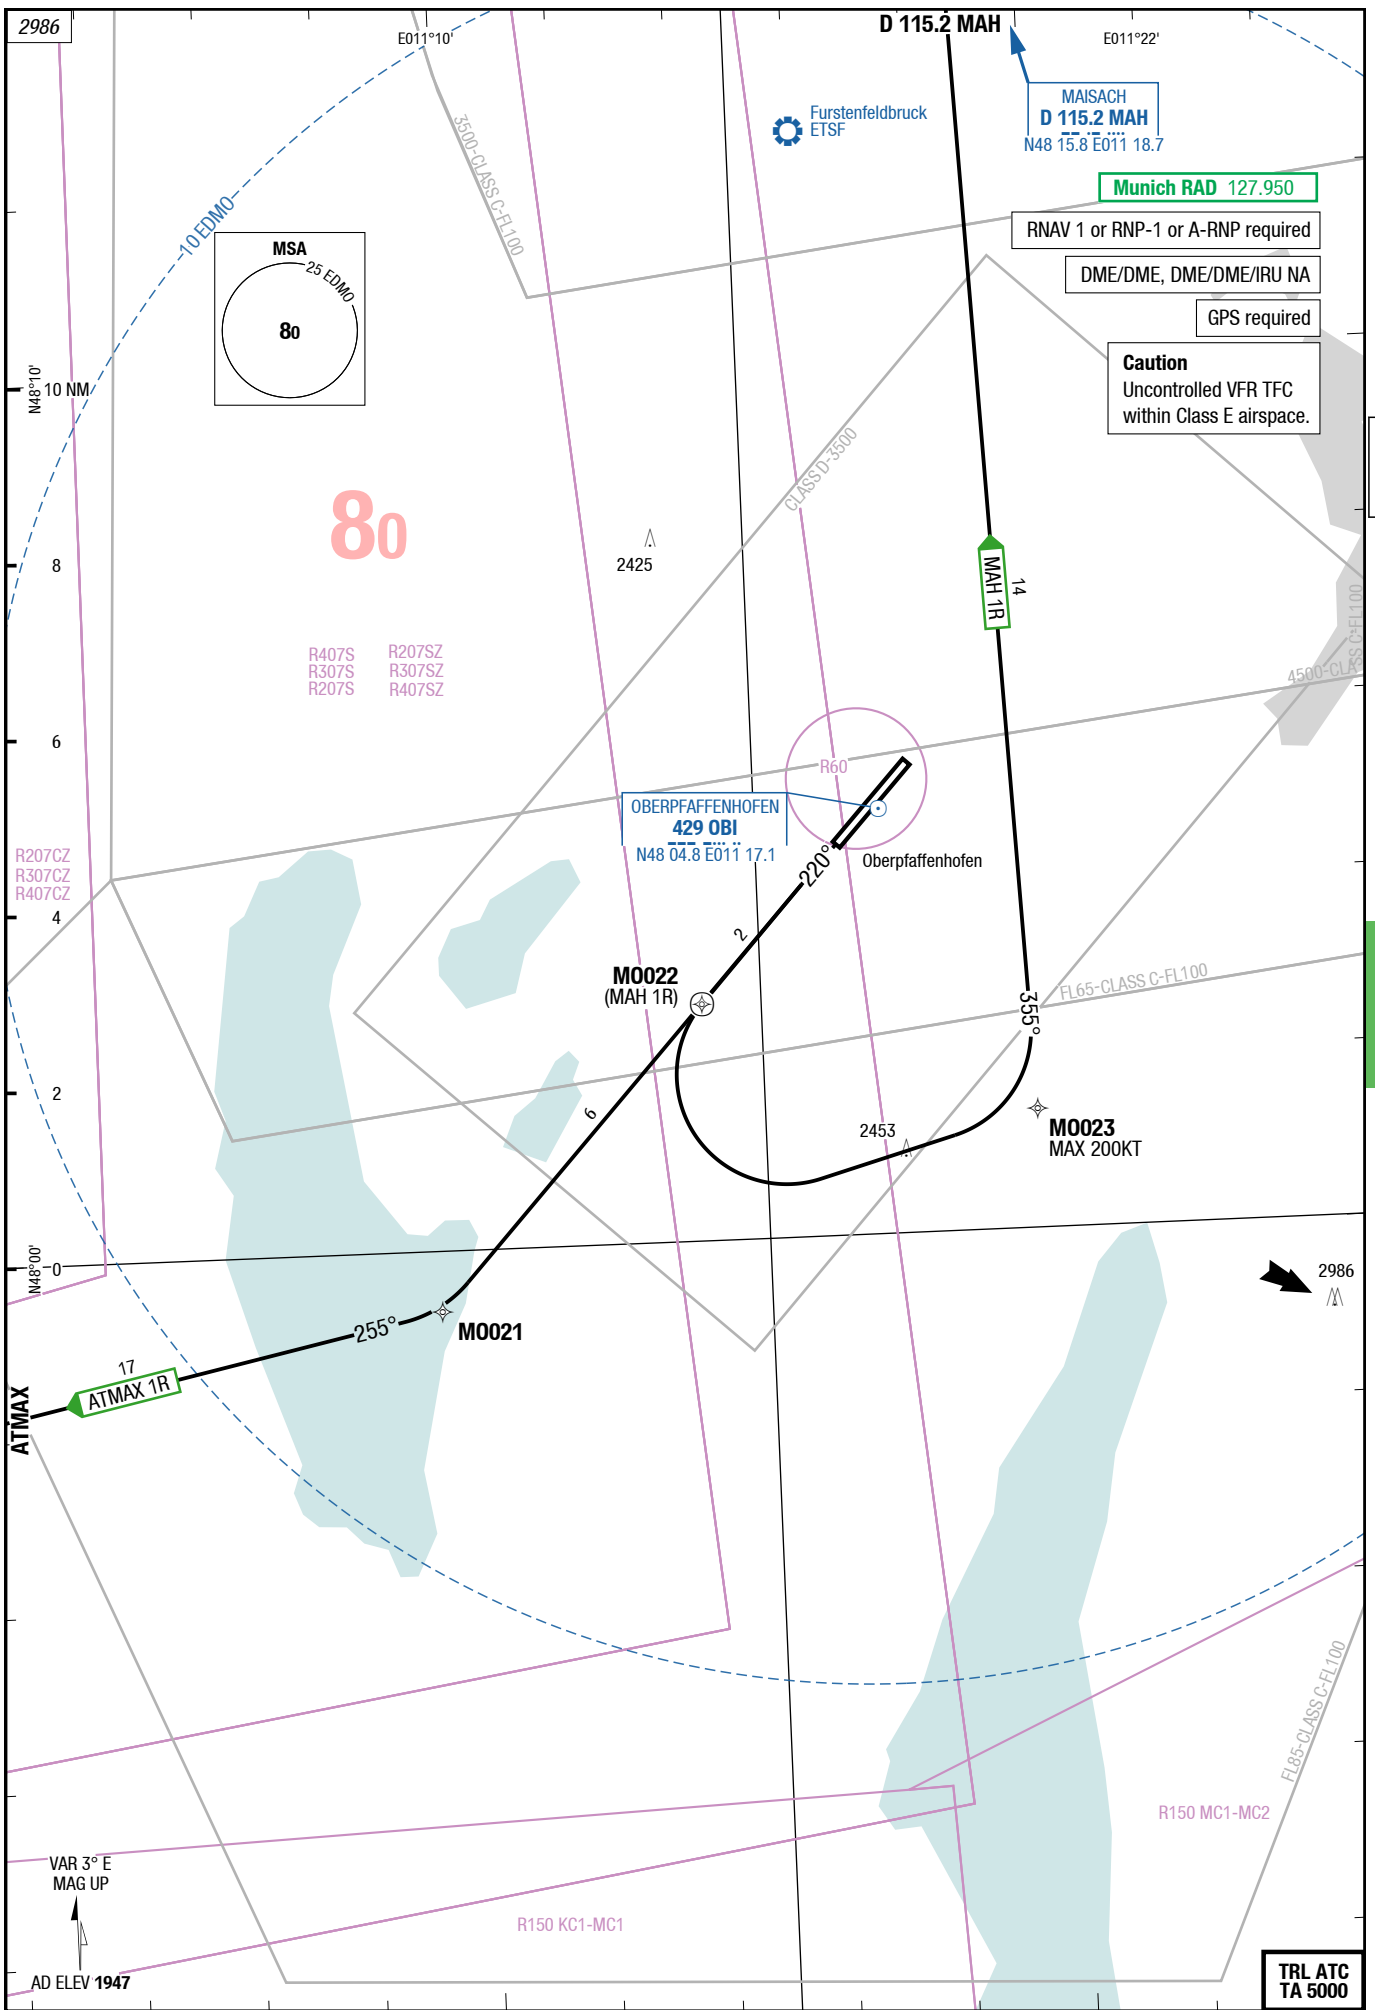 2986
E011°10'
D 115.2 MAH
E011°22'
MAISACH
D 115.2 MAH
N48 15.8 E011 18.7
Furstenfeldbruck
ETSF
3500-CLASS C-FL100
Munich RAD 127.950
RNAV 1 or RNP-1 or A-RNP required
DME/DME, DME/DME/IRU NA
GPS required
Caution
Uncontrolled VFR TFC
within Class E airspace.
10 EDMO
MSA
25 EDMO
80
N48°10'
10 NM
80
CLASS D-3500
2425
8
MAH 1R
14
R407S
R307S
R207S
R207SZ
R307SZ
R407SZ
4500-CLA
SS C-FL100
6
R60
OBERPFAFFENHOFEN
429 OBI
N48 04.8 E011 17.1
Oberpfaffenhofen
220°
R207CZ
R307CZ
R407CZ
4
2
MO022
(MAH 1R)
FL65-CLASS C-FL100
355°
2
6
2453
MO023
MAX 200KT
N48°00'
0
2986
255°
MO021
17
ATMAX 1R
ATMAX
FL85-CLASS C-FL100
R150 MC1-MC2
R150 KC1-MC1
VAR 3° E
MAG UP
AD ELEV 1947
TRL ATC
TA 5000